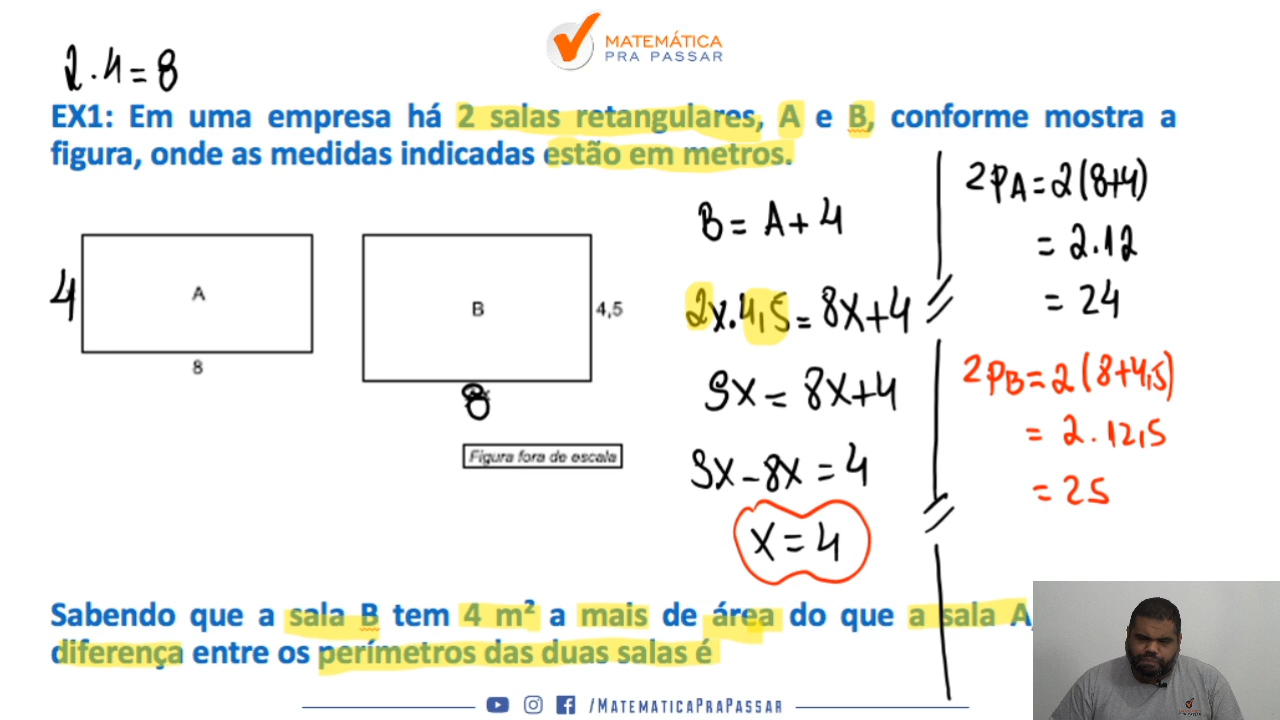 MATEMÁTICA
PRA PASSAR
2.4=8
EX1: Em uma empresa há 2 salas retangulares, A e B, conforme mostra a
figura, onde as medidas indicadas estão em metros.
4
A
8
B
4,5
8
Figura fora de escala
B = A + 4
2x.4,5 = 8x+4
9x = 8x+4
9x - 8x = 4
x = 4
2PA = 2(8+4)
= 2.12
= 24
2PB = 2(8+4,5)
= 2.12,5
= 25
Sabendo que a sala B tem 4 m² a mais de área do que a sala A,
diferença entre os perímetros das duas salas é
/MatematicaPraPassar